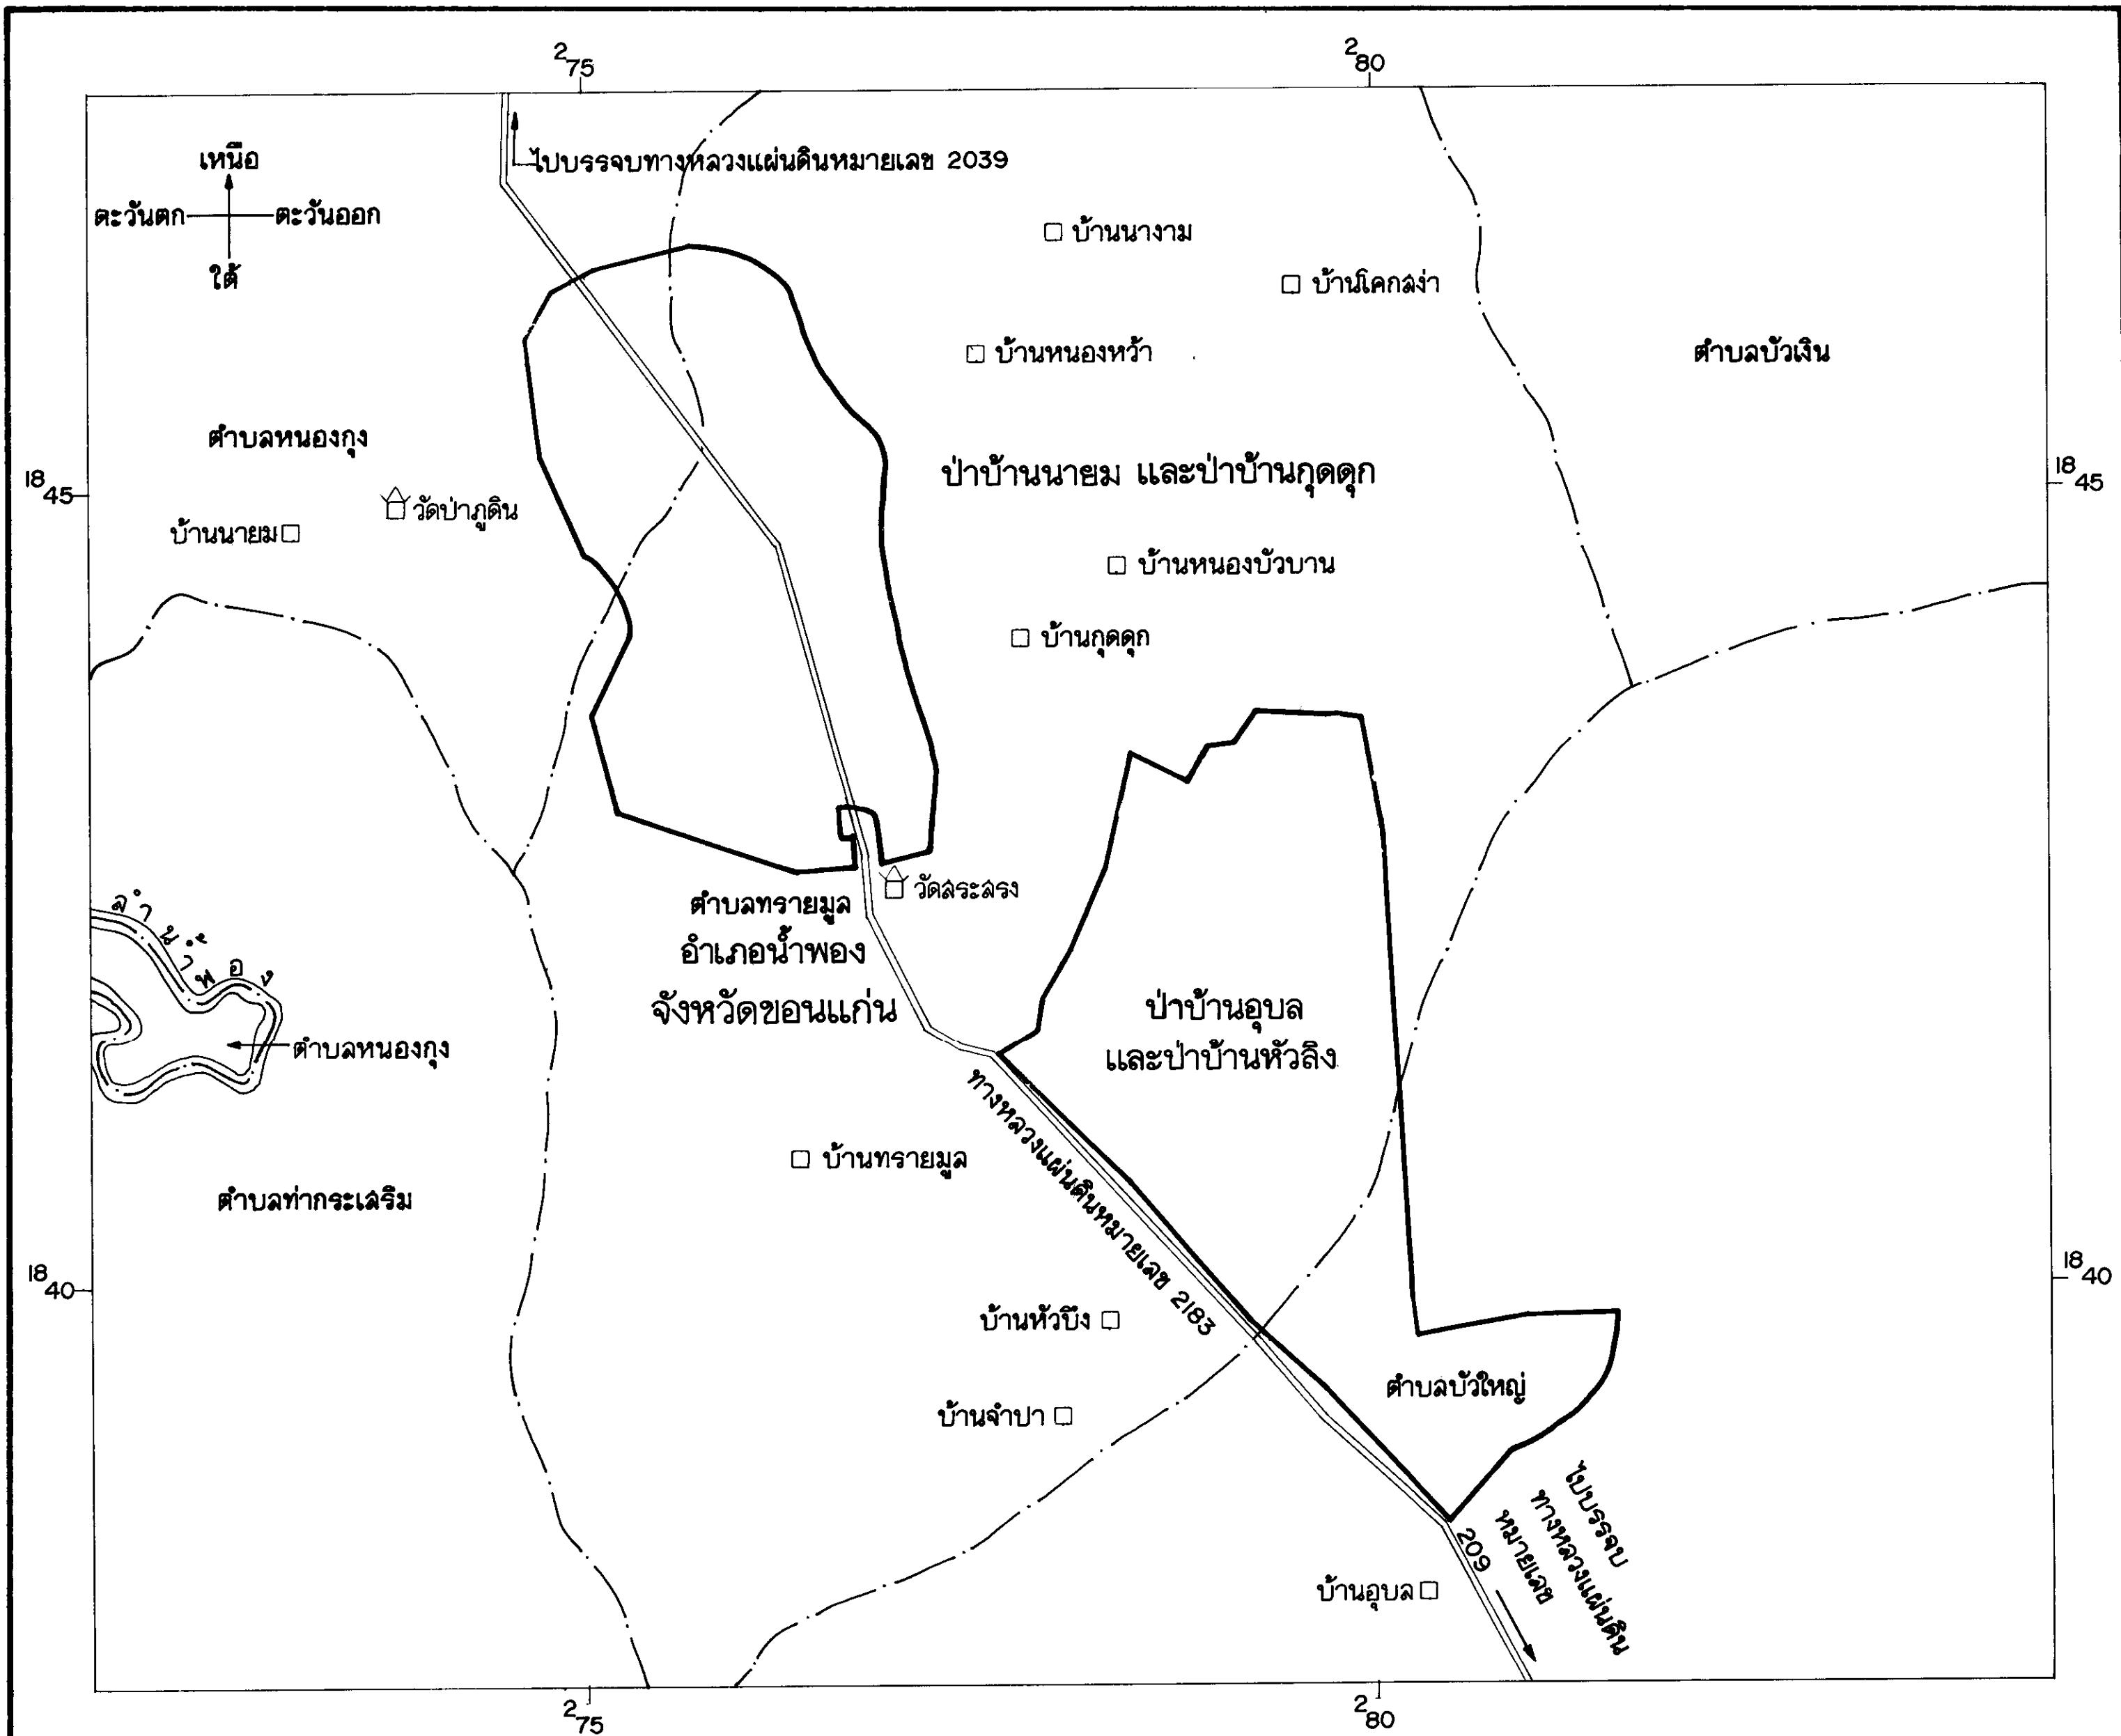 2 75
2 80
เหนือ
ตะวันตก ตะวันออก
ใต้
ไปบรรจบทางหลวงแผ่นดินหมายเลข 2039
บ้านนางาม
บ้านโคกสง่า
บ้านหนองหว้า
ตำบลบัวเงิน
ตำบลหนองกุง
ป่าบ้านนายม และป่าบ้านกุดดุก
18 45
18 45
วัดป่าภูดิน
บ้านนายม
บ้านหนองบัวบาน
บ้านกุดดุก
วัดสระสรง
ตำบลทรายมูล
อำเภอน้ำพอง
จังหวัดขอนแก่น
ลำน้ำพอง
ตำบลหนองกุง
ป่าบ้านอุบล
และป่าบ้านหัวลิง
ทางหลวงแผ่นดินหมายเลข 2183
บ้านทรายมูล
ตำบลท่ากระเสริม
18 40
18 40
บ้านหัวบึง
ตำบลบัวใหญ่
บ้านจำปา
ไปบรรจบ
ทางหลวงแผ่นดิน
หมายเลข
209
บ้านอุบล
2 75
2 80